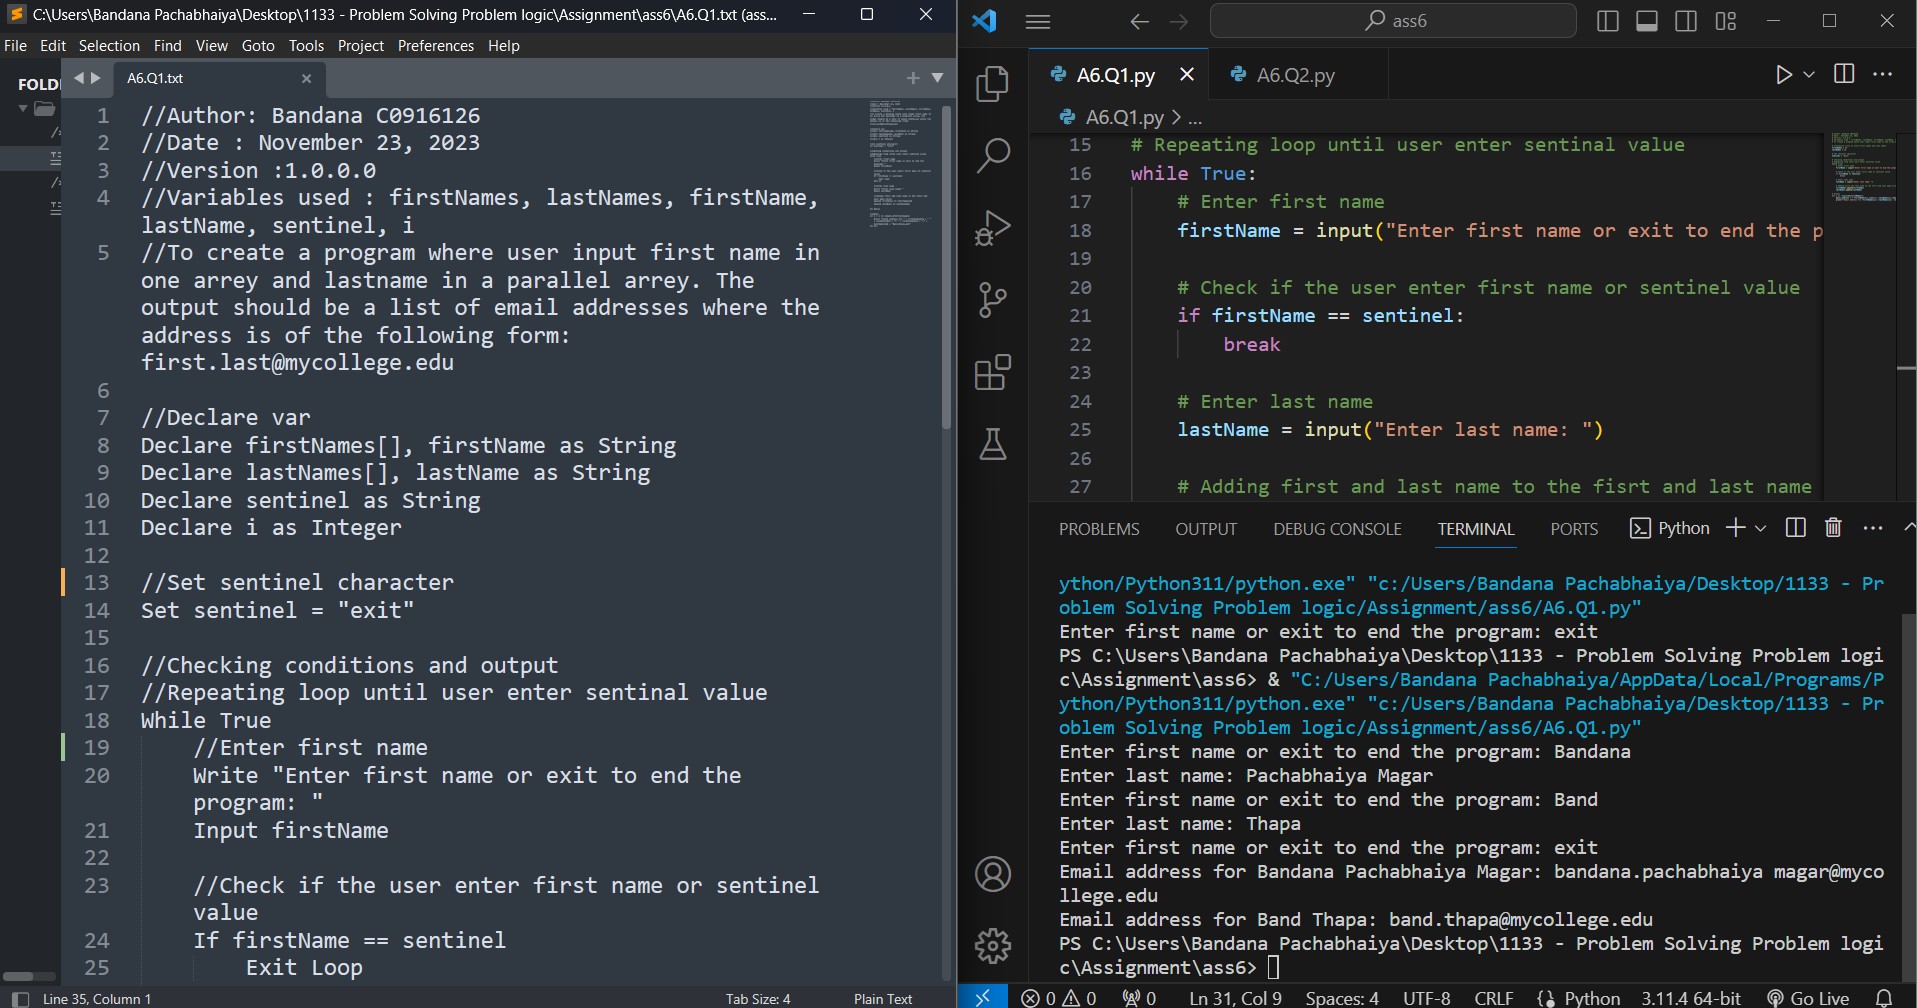 C:\Users\Bandana Pachabhaiya\Desktop\1133 - Problem Solving Problem logic\Assignment\ass6\A6.Q1.txt (ass...
File Edit Selection Find View Goto Tools Project Preferences Help
FOLD
A6.Q1.txt
1 //Author: Bandana C0916126
2 //Date : November 23, 2023
3 //Version :1.0.0.0
4 //Variables used : firstNames, lastNames, firstName,
lastName, sentinel, i
5 //To create a program where user input first name in
one arrey and lastname in a parallel arrey. The
output should be a list of email addresses where the
address is of the following form:
first.last@mycollege.edu
6
7 //Declare var
8 Declare firstNames[], firstName as String
9 Declare lastNames[], lastName as String
10 Declare sentinel as String
11 Declare i as Integer
12
13 //Set sentinel character
14 Set sentinel = "exit"
15
16 //Checking conditions and output
17 //Repeating loop until user enter sentinal value
18 While True
19 //Enter first name
20 Write "Enter first name or exit to end the
program: "
21 Input firstName
22
23 //Check if the user enter first name or sentinel
value
24 If firstName == sentinel
25 Exit Loop
Line 35, Column 1 Tab Size: 4 Plain Text
ass6
A6.Q1.py A6.Q2.py
A6.Q1.py > ...
15 # Repeating loop until user enter sentinal value
16 while True:
17 # Enter first name
18 firstName = input("Enter first name or exit to end the p
19
20 # Check if the user enter first name or sentinel value
21 if firstName == sentinel:
22 break
23
24 # Enter last name
25 lastName = input("Enter last name: ")
26
27 # Adding first and last name to the fisrt and last name
PROBLEMS OUTPUT DEBUG CONSOLE TERMINAL PORTS Python
ython/Python311/python.exe" "c:/Users/Bandana Pachabhaiya/Desktop/1133 - Pr
oblem Solving Problem logic/Assignment/ass6/A6.Q1.py"
Enter first name or exit to end the program: exit
PS C:\Users\Bandana Pachabhaiya\Desktop\1133 - Problem Solving Problem logi
c\Assignment\ass6> & "C:/Users/Bandana Pachabhaiya/AppData/Local/Programs/P
ython/Python311/python.exe" "c:/Users/Bandana Pachabhaiya/Desktop/1133 - Pr
oblem Solving Problem logic/Assignment/ass6/A6.Q1.py"
Enter first name or exit to end the program: Bandana
Enter last name: Pachabhaiya Magar
Enter first name or exit to end the program: Band
Enter last name: Thapa
Enter first name or exit to end the program: exit
Email address for Bandana Pachabhaiya Magar: bandana.pachabhaiya magar@myco
llege.edu
Email address for Band Thapa: band.thapa@mycollege.edu
PS C:\Users\Bandana Pachabhaiya\Desktop\1133 - Problem Solving Problem logi
c\Assignment\ass6>
0 0 0 Ln 31, Col 9 Spaces: 4 UTF-8 CRLF Python 3.11.4 64-bit Go Live